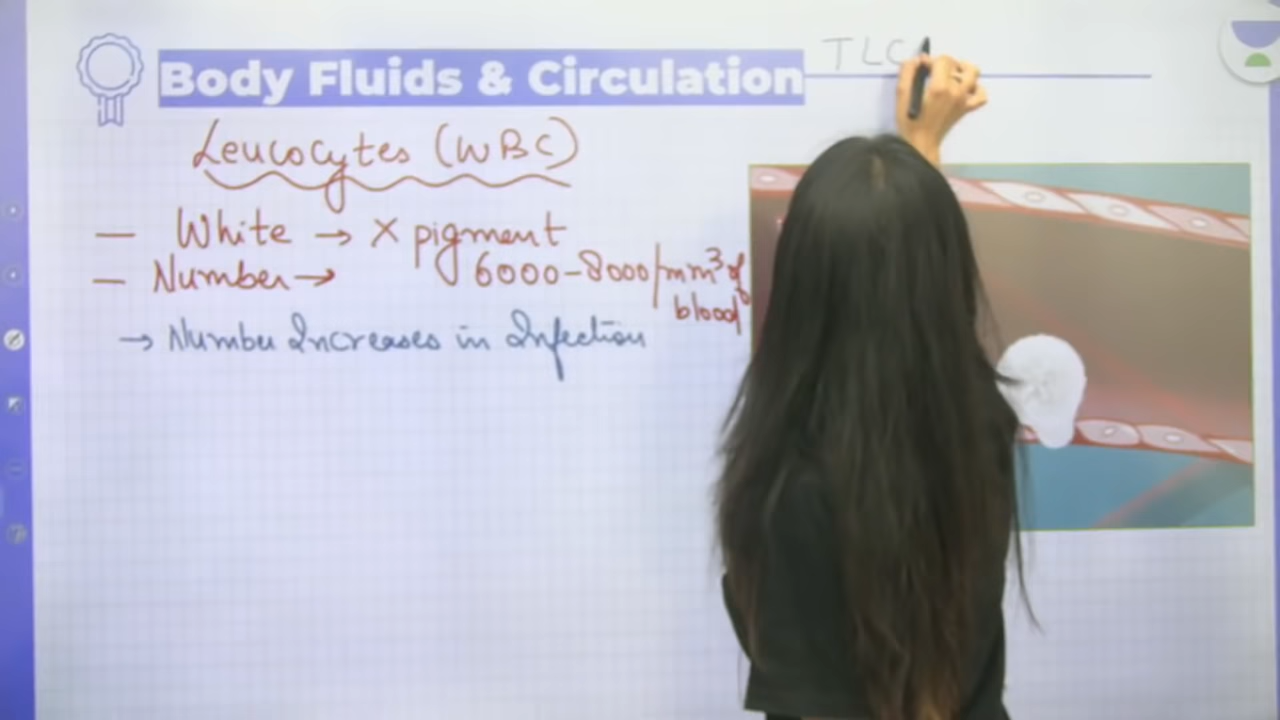 Body Fluids & Circulation
TLC
Leucocytes (WBC)
— White → X pigment
— Number → 6000-8000/mm³ of
blood
→ Number Increases in Infection